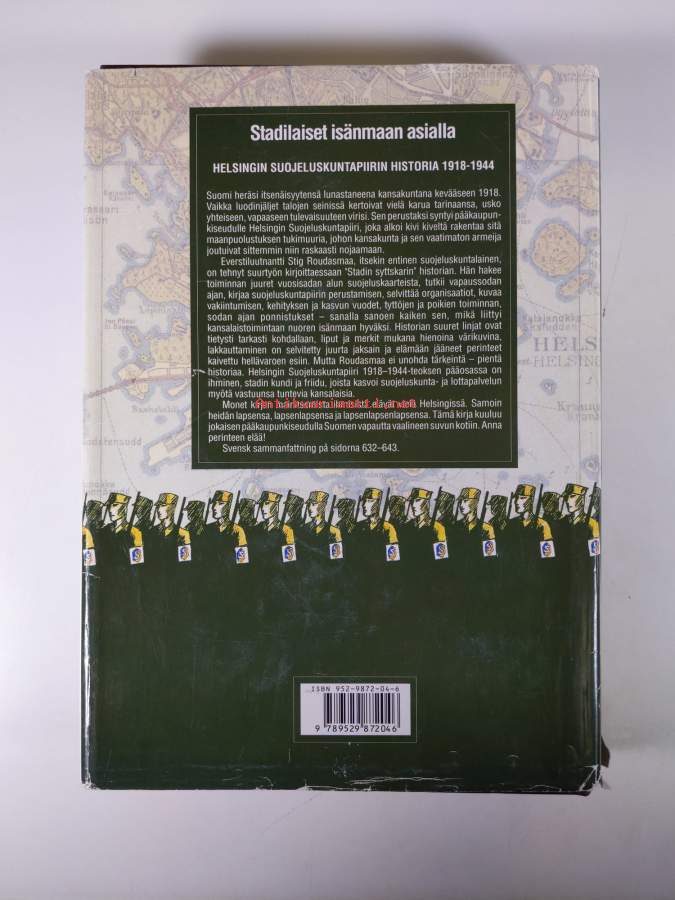 Stadilaiset isänmaan asialla
HELSINGIN SUOJELUSKUNTAPIIRIN HISTORIA 1918-1944
Suomi heräsi itsenäisyytensä lunastaneena kansakuntana kevääseen 1918.
Vaikka luodinjäljet talojen seinissä kertoivat vielä karua tarinaansa, usko
yhteiseen, vapaaseen tulevaisuuteen virisi. Sen perustaksi syntyi pääkaupun-
kiseudulle Helsingin Suojeluskuntapiiri, joka alkoi kivi kiveltä rakentaa sitä
maanpuolustuksen tukimuuria, johon kansakunta ja sen vaatimaton armeija
joutuivat sittemmin niin raskaasti nojaamaan.
Everstiluutnantti Stig Roudasmaa, itsekin entinen suojeluskuntalainen,
on tehnyt suurtyön kirjoittaessaan "Stadin syttskarin" historian. Hän hakee
toiminnan juuret vuosisadan alun suojeluskaarteista, tutkii vapaussodan
ajan, kirjaa suojeluskuntapiirin perustamisen, selvittää organisaatiot, kuvaa
vakiintumisen, kehityksen ja kasvun vuodet, tyttöjen ja poikien toiminnan,
sodan ajan ponnistukset – sanalla sanoen kaiken sen, mikä liittyi
kansalaistoimintaan nuoren isänmaan hyväksi. Historian suuret linjat ovat
tietysti tarkasti kohdallaan, liput ja merkit mukana hienoina värikuvina,
lakkauttaminen on selvitetty juurta jaksain ja elämään jääneet perinteet
kaivettu hellävaroen esiin. Mutta Roudasmaa ei unohda tärkeintä – pientä
historiaa. Helsingin Suojeluskuntapiiri 1918–1944-teoksen pääosassa on
ihminen, stadin kundi ja friidu, joista kasvoi suojeluskunta- ja lottapalvelun
myötä vastuunsa tuntevia kansalaisia.
Monet kirjan tarkoittamista ihmisistä elävät vielä Helsingissä. Samoin
heidän lapsensa, lapsenlapsensa ja lapsenlapsenlapsensa. Tämä kirja kuuluu
jokaisen pääkaupunkiseudulla Suomen vapautta vaalineen suvun kotiin. Anna
perinteen elää!
Svensk sammanfattning på sidorna 632–643.
HELS
HELSING
ISBN 952-9872-04-6
9 789529 872046